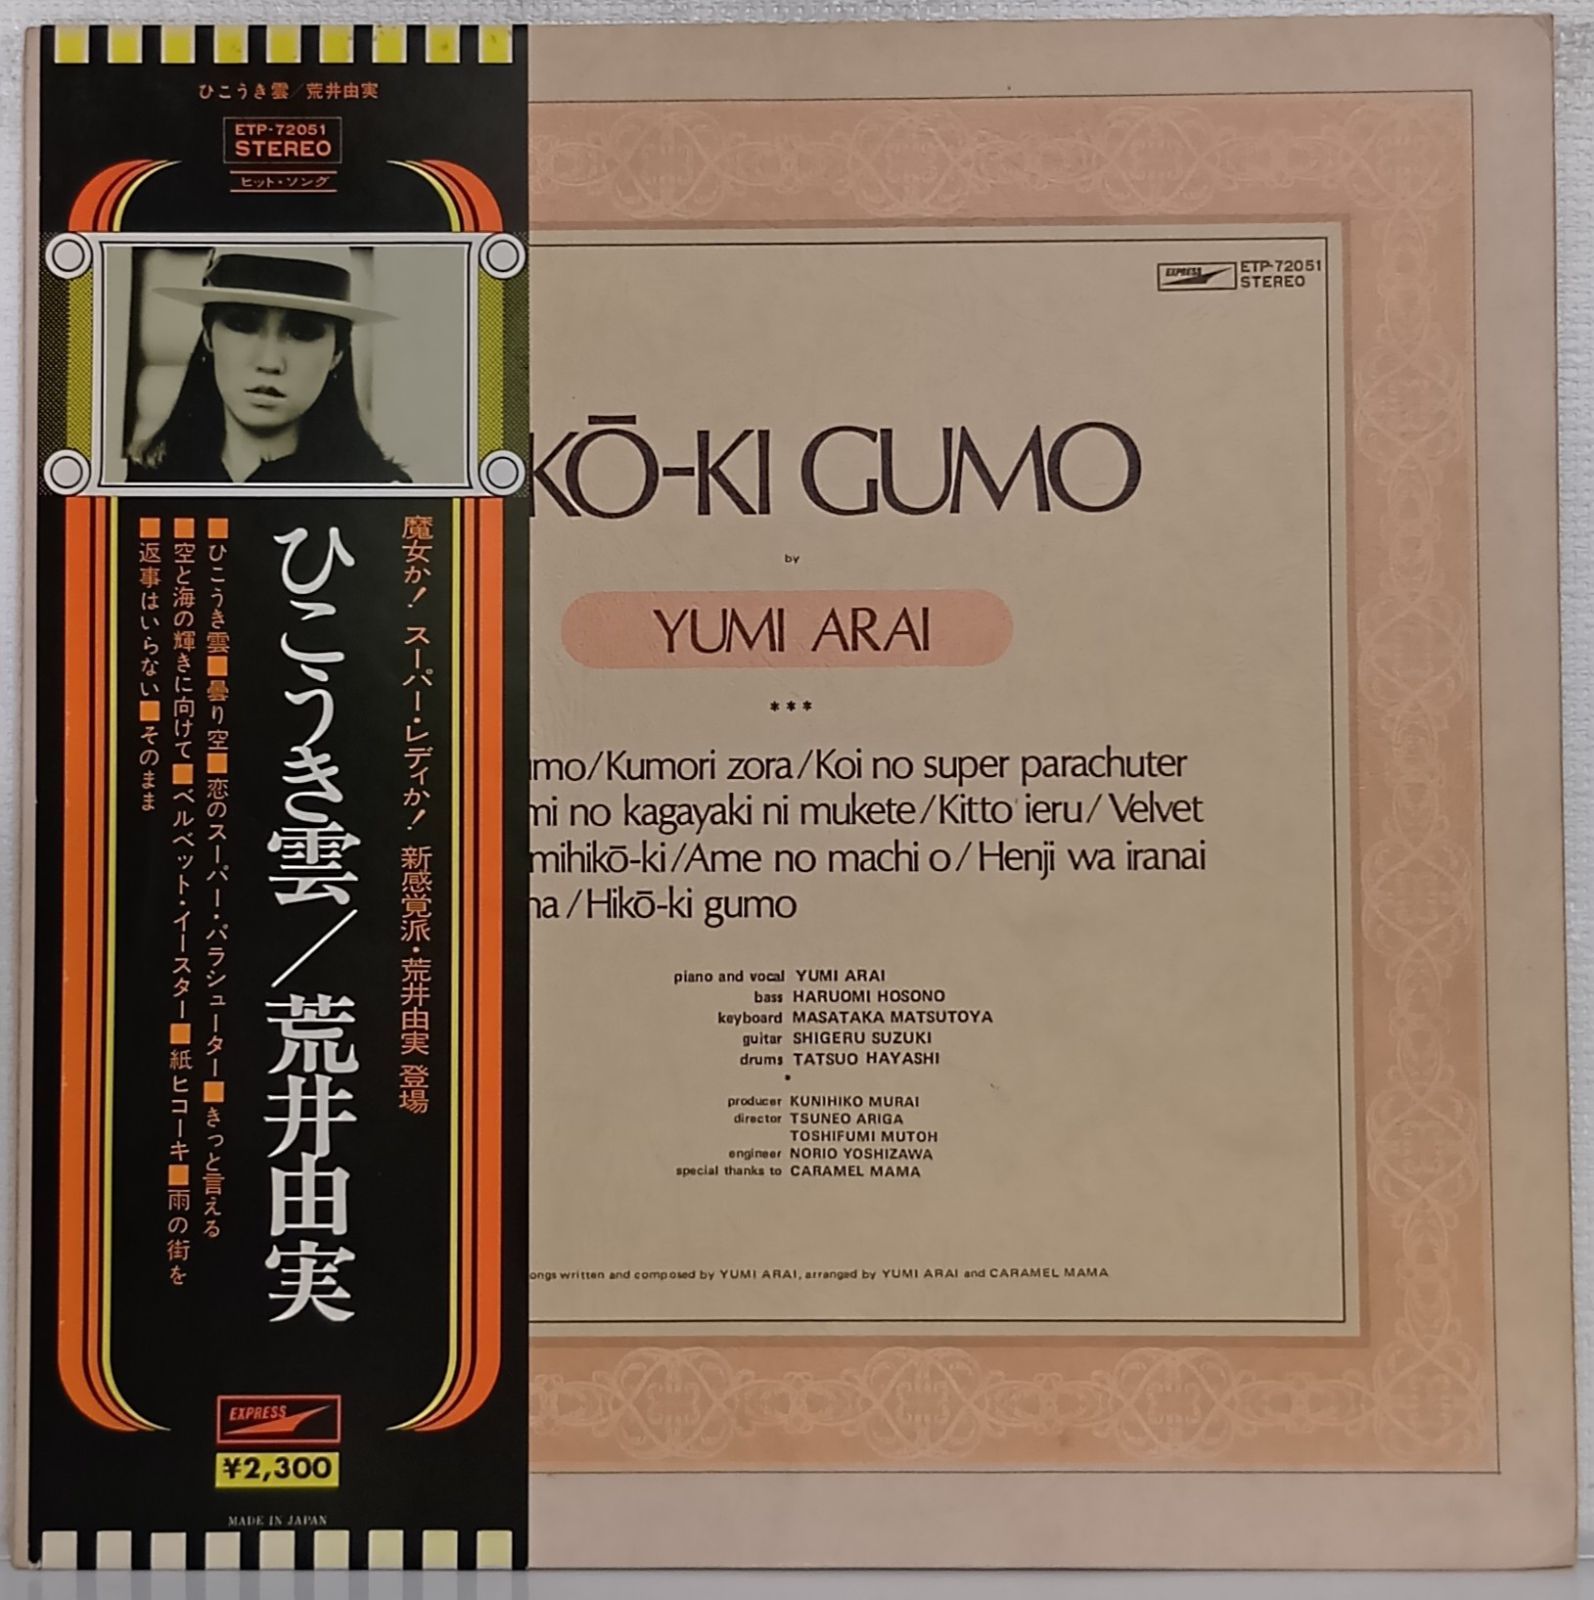 ひこうき雲／荒井由実
ETP-72051
STEREO
ヒット・ソング
魔女か！ スーパー・レディか！ 新感覚派・荒井由実 登場
ひこうき雲／荒井由実
■ひこうき雲■曇り空■恋のスーパー・パラシューター■きっと言える
■空と海の輝きに向けて■ベルベット・イースター■紙ヒコーキ■雨の街を
■返事はいらない■そのまま
EXPRESS
¥2,300
MADE IN JAPAN
EXPRESS
ETP-72051
STEREO
KŌ-KI GUMO
by
YUMI ARAI
***
umo/Kumori zora/Koi no super parachuter
mi no kagayaki ni mukete/Kitto ieru/Velvet
mihikō-ki/Ame no machi o/Henji wa iranai
na/Hikō-ki gumo
piano and vocal YUMI ARAI
bass HARUOMI HOSONO
keyboard MASATAKA MATSUTOYA
guitar SHIGERU SUZUKI
drums TATSUO HAYASHI
•
producer KUNIHIKO MURAI
director TSUNEO ARIGA
TOSHIFUMI MUTOH
engineer NORIO YOSHIZAWA
special thanks to CARAMEL MAMA
ongs written and composed by YUMI ARAI, arranged by YUMI ARAI and CARAMEL MAMA